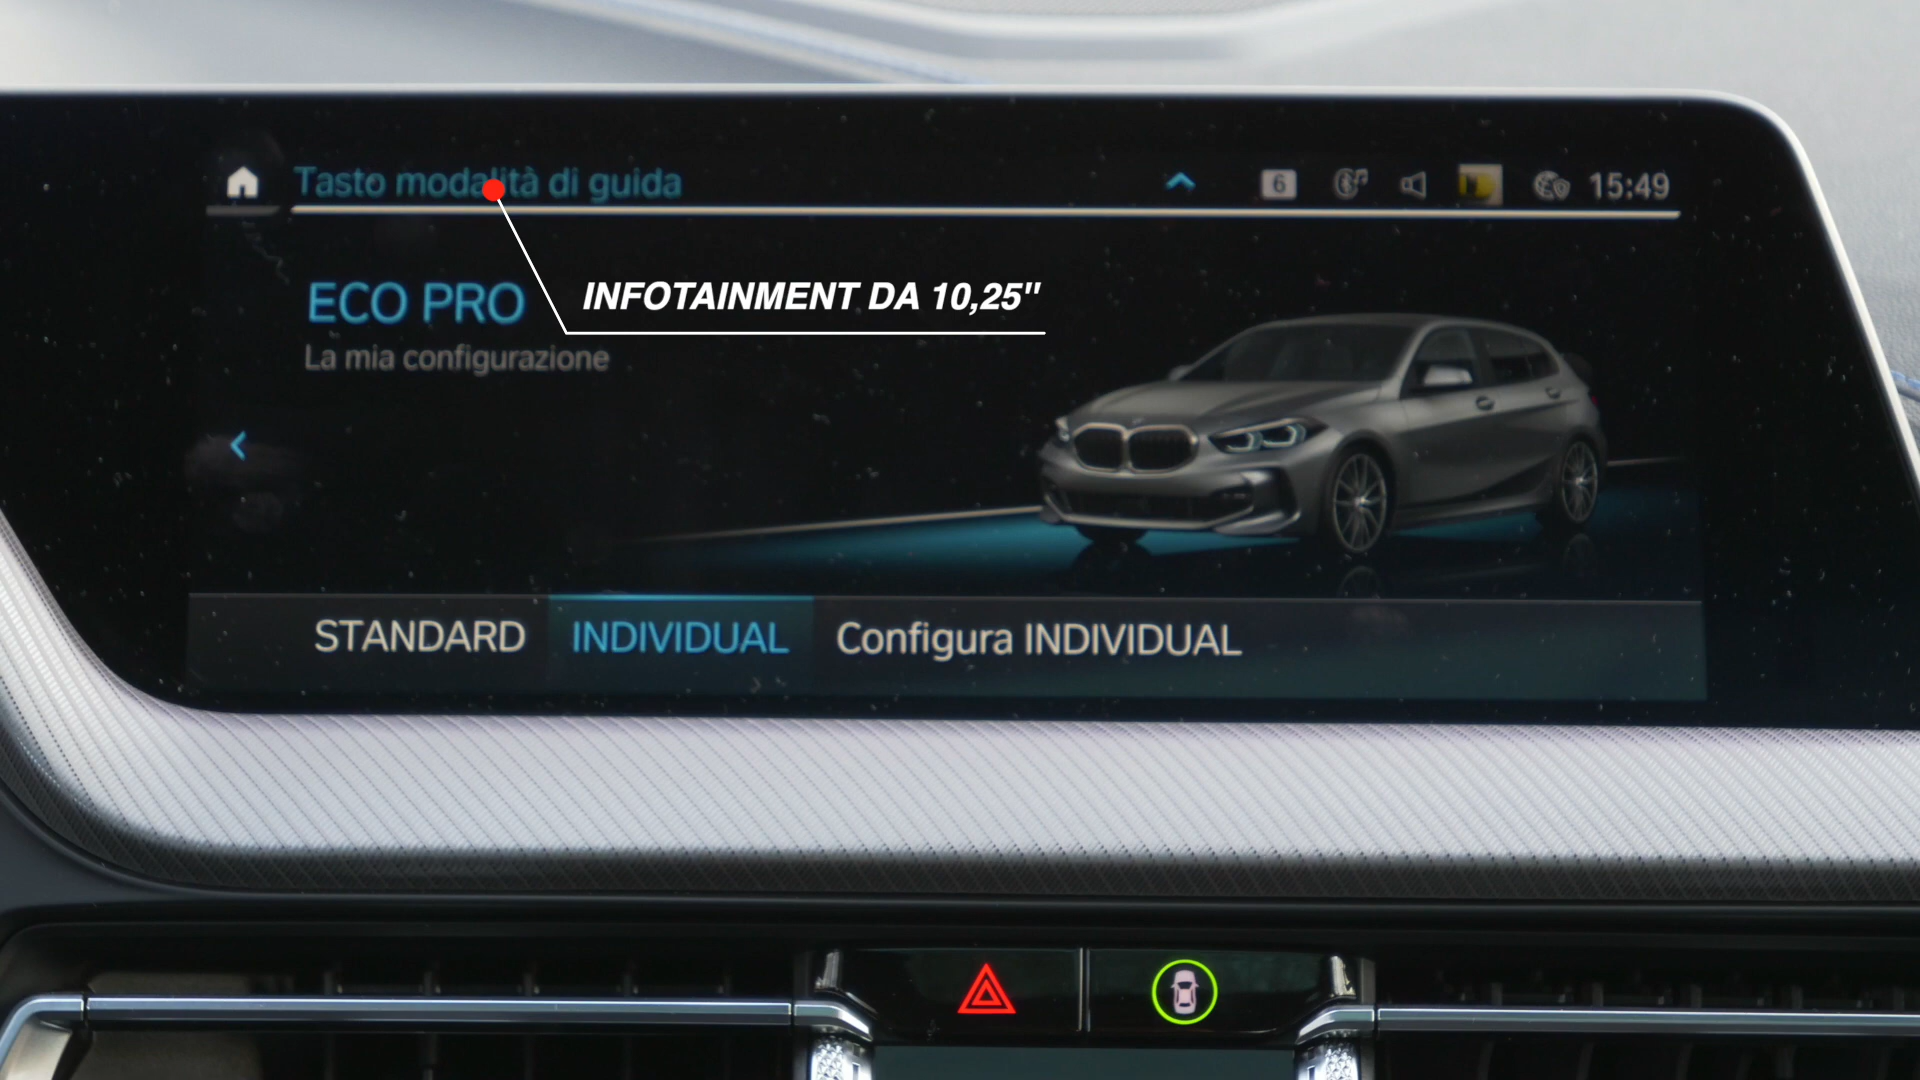 Tasto modalità di guida
6
15:49
ECO PRO
INFOTAINMENT DA 10,25"
La mia configurazione
STANDARD INDIVIDUAL Configura INDIVIDUAL